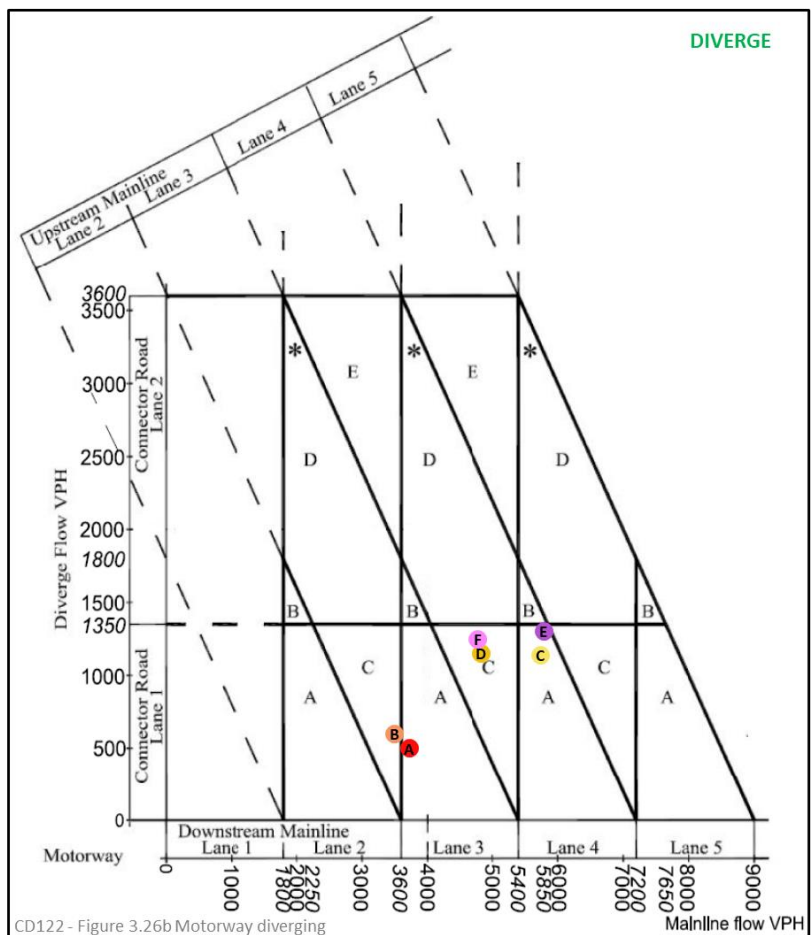 DIVERGE
Upstream Mainline
Lane 2
Lane 3
Lane 4
Lane 5
3600
3500
3000
2500
2000
1800
1500
1350
1000
500
0
Diverge Flow VPH
Connector Road
Lane 2
Connector Road
Lane 1
* * *
E E
D D D
B B B B
F
E
D
C
C C C
A A A A
B
A
Downstream Mainline
Lane 1 Lane 2 Lane 3 Lane 4 Lane 5
Motorway
0 1000 1800 2000 2250 3000 3600 4000 5000 5400 5850 6000 7000 7200 7650 8000 9000
Mainline flow VPH
CD122 - Figure 3.26b Motorway diverging